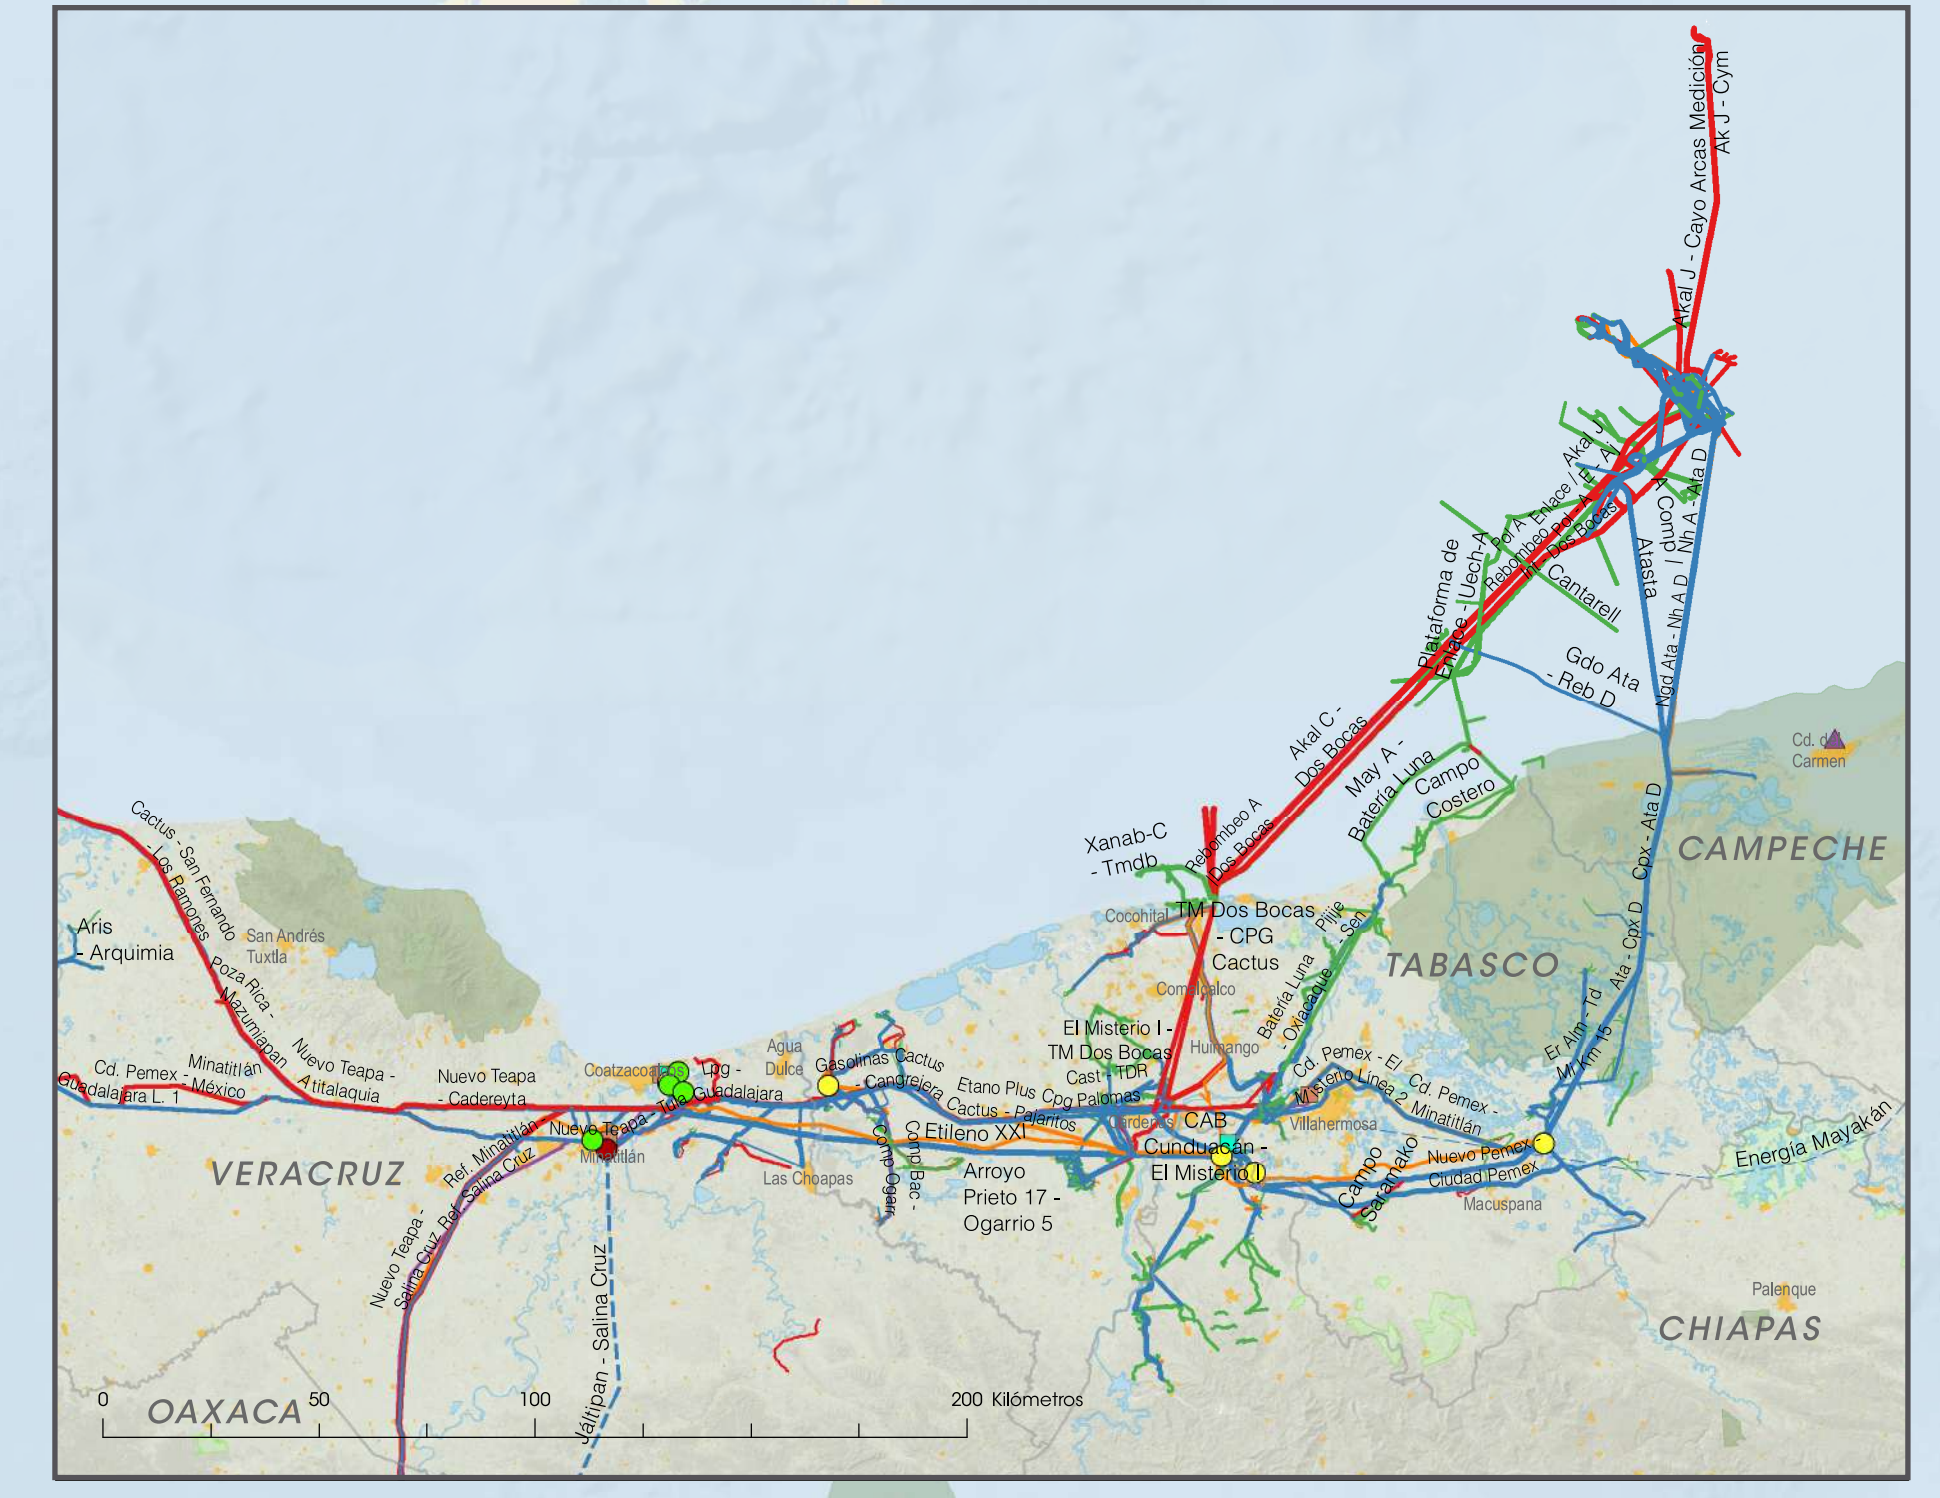 Akal J - Cayo Arcas Medición
Ak J - Cym
Akal J
Enlace /
E - Aj
Pol A
Rebombeo Pol - A
Int - Dos Bocas
A Comp
Atasta
Nh A - Ata D
Ngd Ata - Nh A D /
Cantarell
Plataforma de
Enlace - Uech-A
Gdo Ata
- Reb D
Akal C -
Dos Bocas
May A -
Batería Luna
Campo
Costero
Cd. del
Carmen
Cpx - Ata D
CAMPECHE
Xanab-C
- Tmdb
Rebombeo A
Dos Bocas
Cocohital
TM Dos Bocas
- CPG
Cactus
Pijije
- Sen
TABASCO
Ata - Cpx D
Comalcalco
Batería Luna
- Oxiacaque
Cactus - San Fernando
- Los Ramones
San Andrés
Tuxtla
Aris
- Arquimia
Poza Rica -
Mazumiapan
El Misterio I -
TM Dos Bocas
Huimango
Cast - TDR
Er Alm - Td
M/ Km 15
Cd. Pemex - El
Misterio Línea 2
Cd. Pemex -
Minatitlán
Minatitlán
Cd. Pemex - México
Guadalajara L. 1
Nuevo Teapa -
Atitalaquia
Nuevo Teapa
- Cadereyta
Coatzacoalcos
Lpg -
Guadalajara
Agua
Dulce
Gasolinas Cactus
- Cangrejera
Etano Plus Cpg Palomas
Cactus - Pajaritos
Nuevo Teapa - Tula
Etileno XXI
Cárdenas
CAB
Cunduacán -
El Misterio I
Villahermosa
Energía Mayakán
Nuevo Pemex -
Ciudad Pemex
Macuspana
Campo
Saramako
Ref. Minatitlán
- Salina Cruz
Minatitlán
VERACRUZ
Las Choapas
Comp Ogarr
Comp Bac -
Arroyo
Prieto 17 -
Ogarrio 5
Nuevo Teapa -
Salina Cruz Ref.
Jáltipan - Salina Cruz
Palenque
CHIAPAS
OAXACA
0 50 100 200 Kilómetros